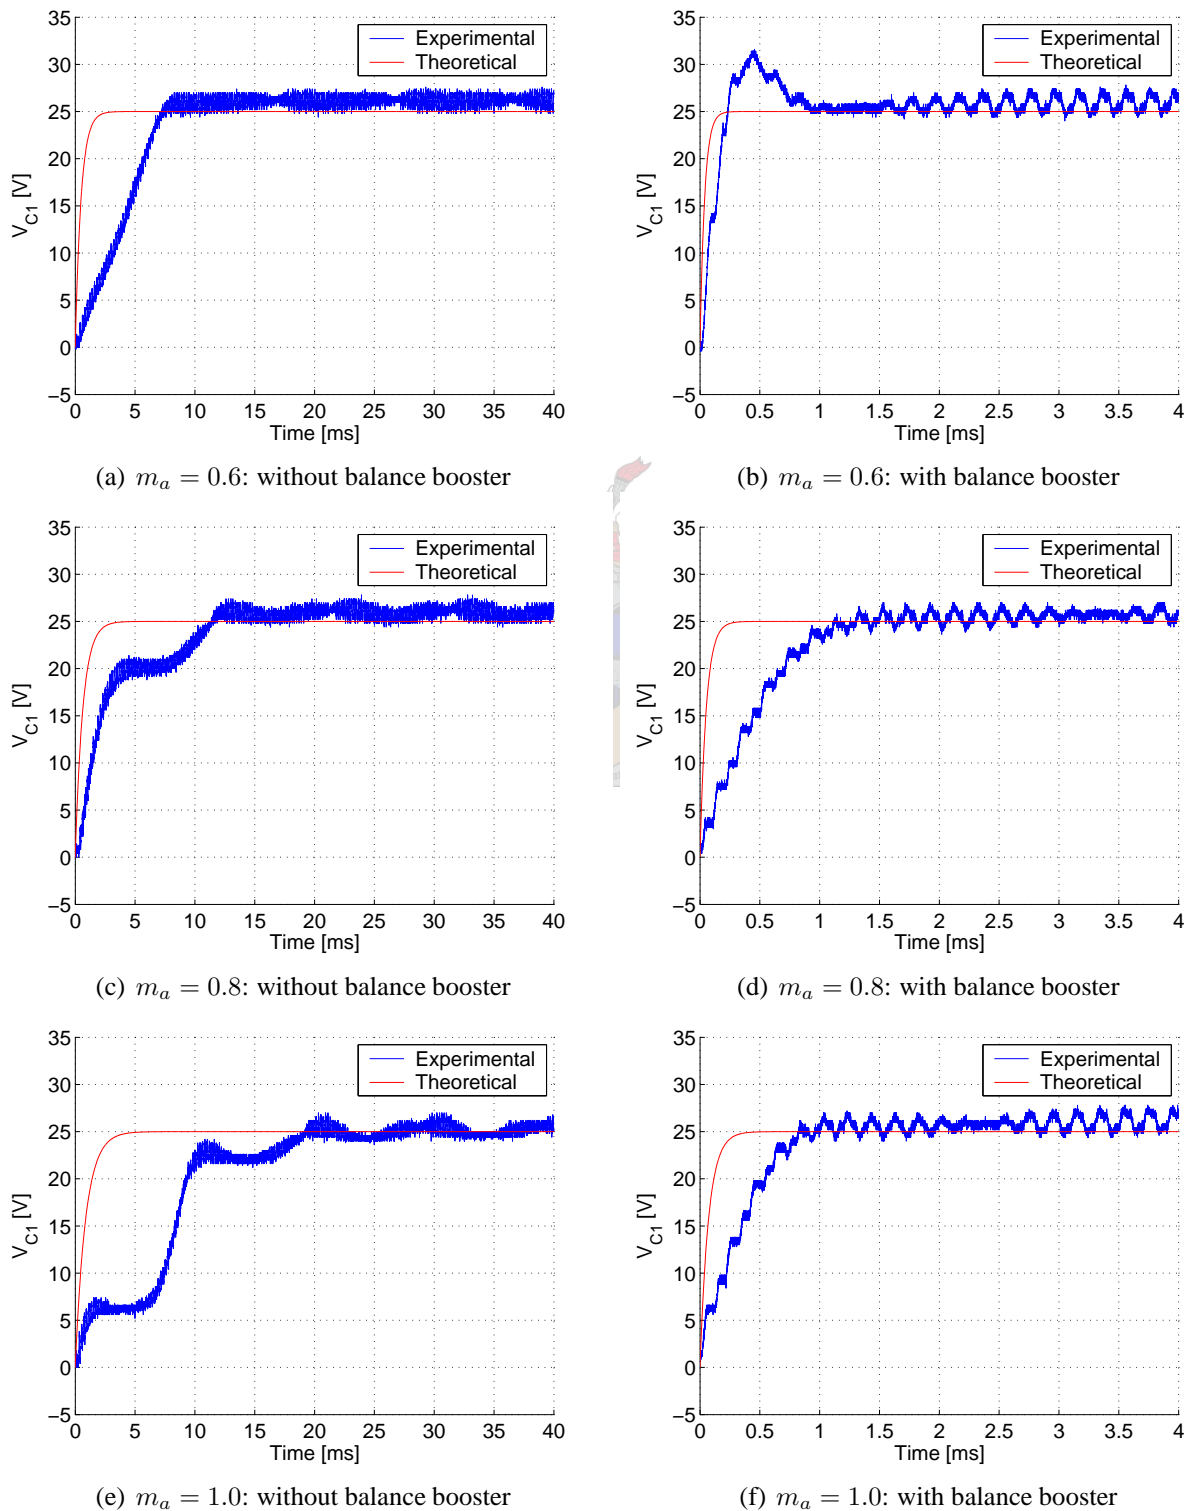 35
30
25
20
15
10
5
0
−5
V_C1 [V]
0 5 10 15 20 25 30 35 40
Time [ms]
Experimental
Theoretical
(a) m_a = 0.6: without balance booster
35
30
25
20
15
10
5
0
−5
V_C1 [V]
0 0.5 1 1.5 2 2.5 3 3.5 4
Time [ms]
Experimental
Theoretical
(b) m_a = 0.6: with balance booster
35
30
25
20
15
10
5
0
−5
V_C1 [V]
0 5 10 15 20 25 30 35 40
Time [ms]
Experimental
Theoretical
(c) m_a = 0.8: without balance booster
35
30
25
20
15
10
5
0
−5
V_C1 [V]
0 0.5 1 1.5 2 2.5 3 3.5 4
Time [ms]
Experimental
Theoretical
(d) m_a = 0.8: with balance booster
35
30
25
20
15
10
5
0
−5
V_C1 [V]
0 5 10 15 20 25 30 35 40
Time [ms]
Experimental
Theoretical
(e) m_a = 1.0: without balance booster
35
30
25
20
15
10
5
0
−5
V_C1 [V]
0 0.5 1 1.5 2 2.5 3 3.5 4
Time [ms]
Experimental
Theoretical
(f) m_a = 1.0: with balance booster